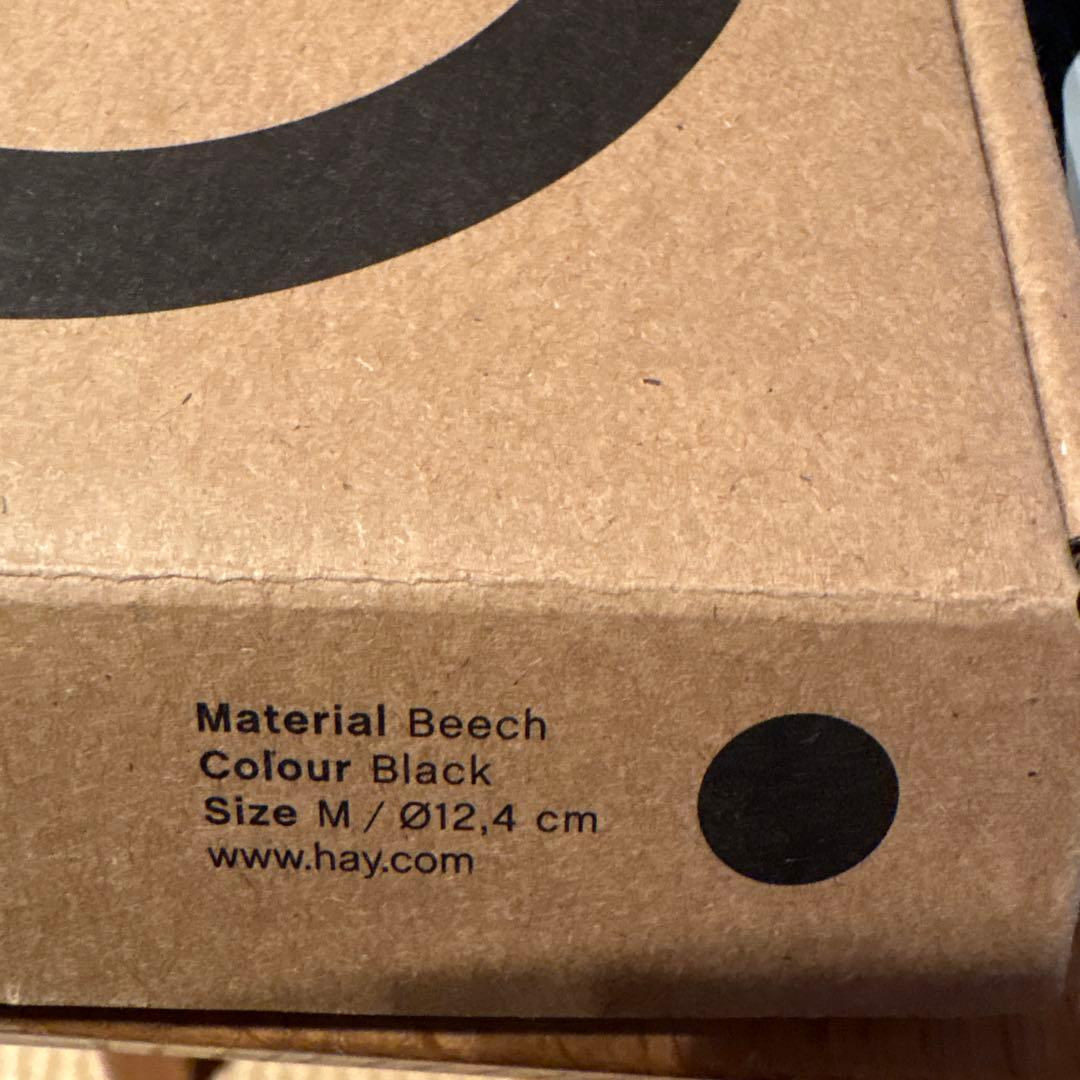 Material Beech
Colour Black
Size M / Ø12,4 cm
www.hay.com